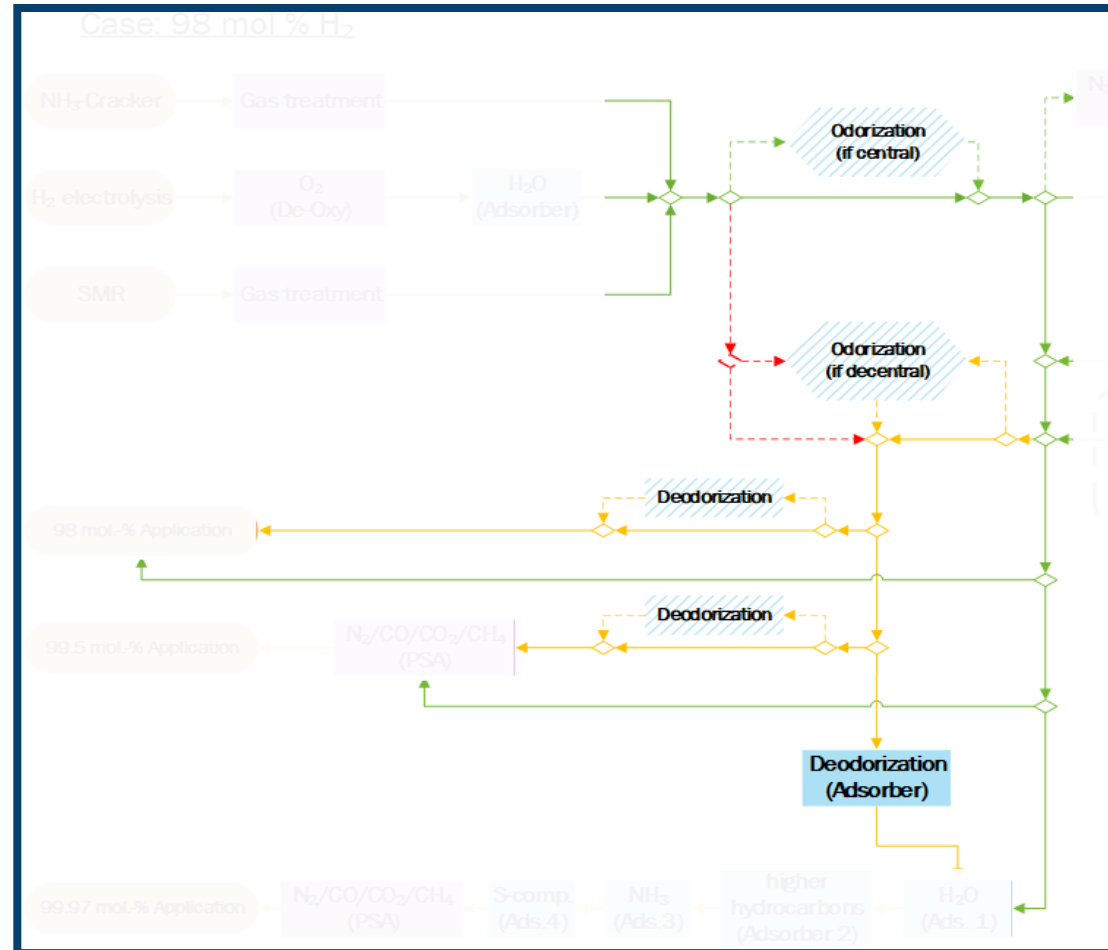 Case: 98 mol % H₂
NH₃-Cracker
Gas treatment
N₂
Odorization
(if central)
H₂ electrolysis
O₂
(De-Oxy)
H₂O
(Adsorber)
SMR
Gas treatment
Odorization
(if decentral)
Deodorization
98 mol.-% Application
Deodorization
99.5 mol.-% Application
N₂/CO/CO₂/CH₄
(PSA)
Deodorization
(Adsorber)
99.97 mol.-% Application
N₂/CO/CO₂/CH₄
(PSA)
S-comp.
(Ads.4)
NH₃
(Ads.3)
higher
hydrocarbons
(Adsorber 2)
H₂O
(Ads. 1)